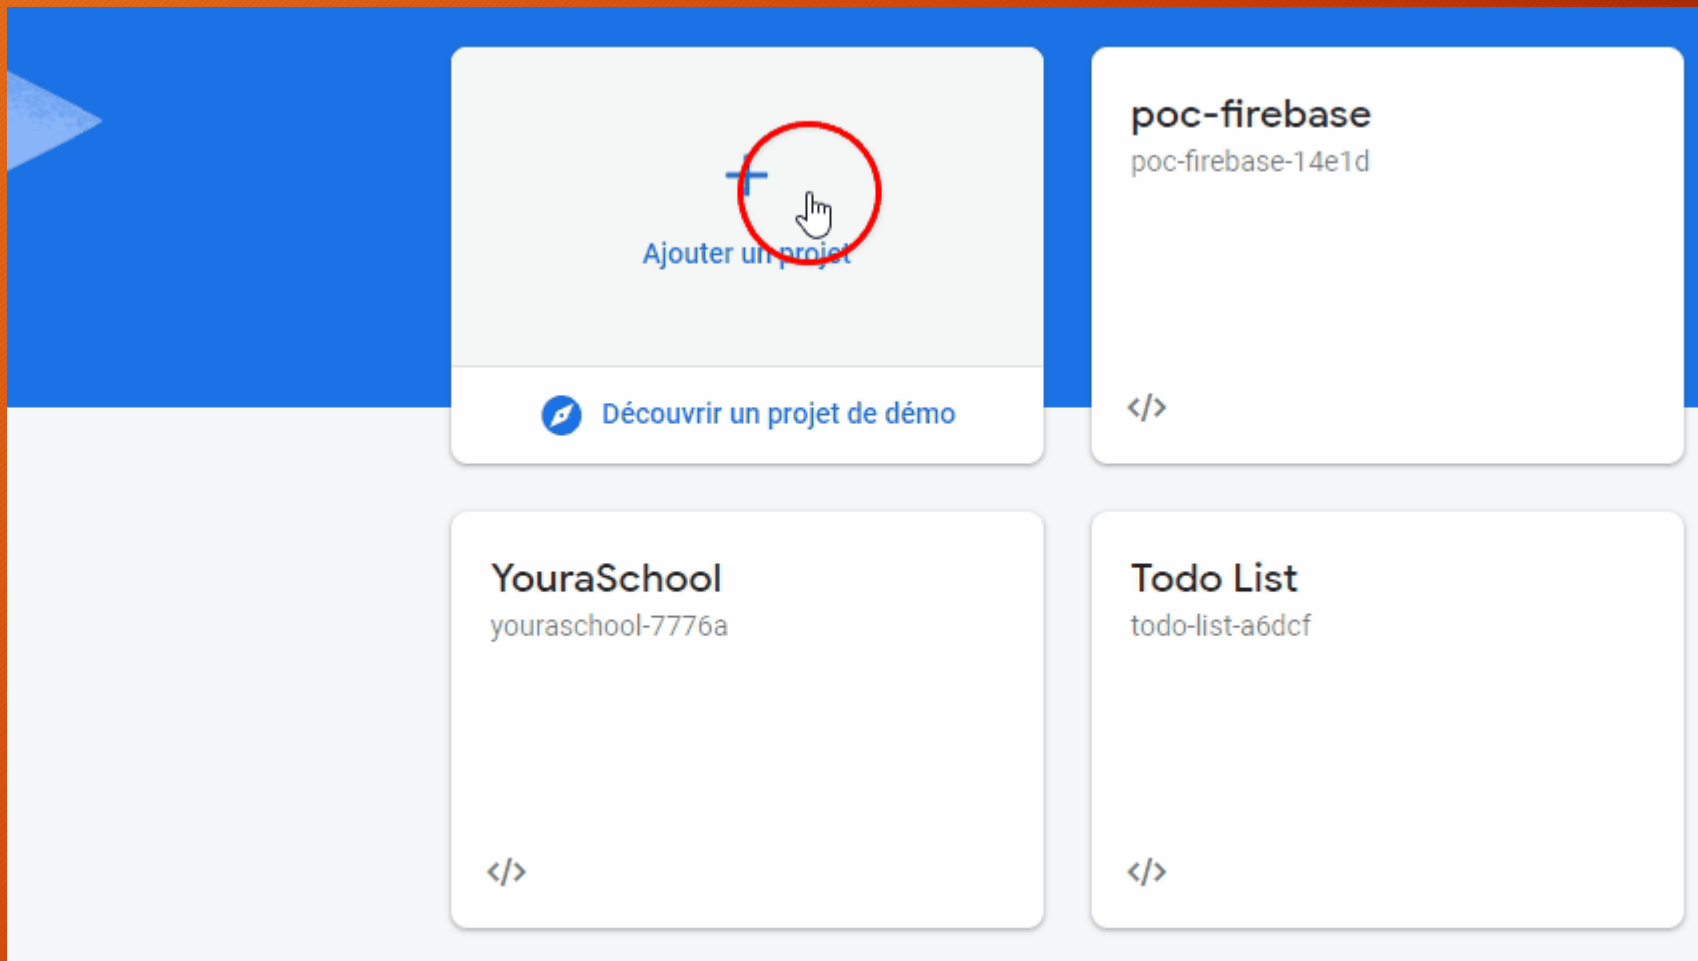 Ajouter un projet
Découvrir un projet de démo
poc-firebase
poc-firebase-14e1d
</>
YouraSchool
youraschool-7776a
</>
Todo List
todo-list-a6dcf
</>